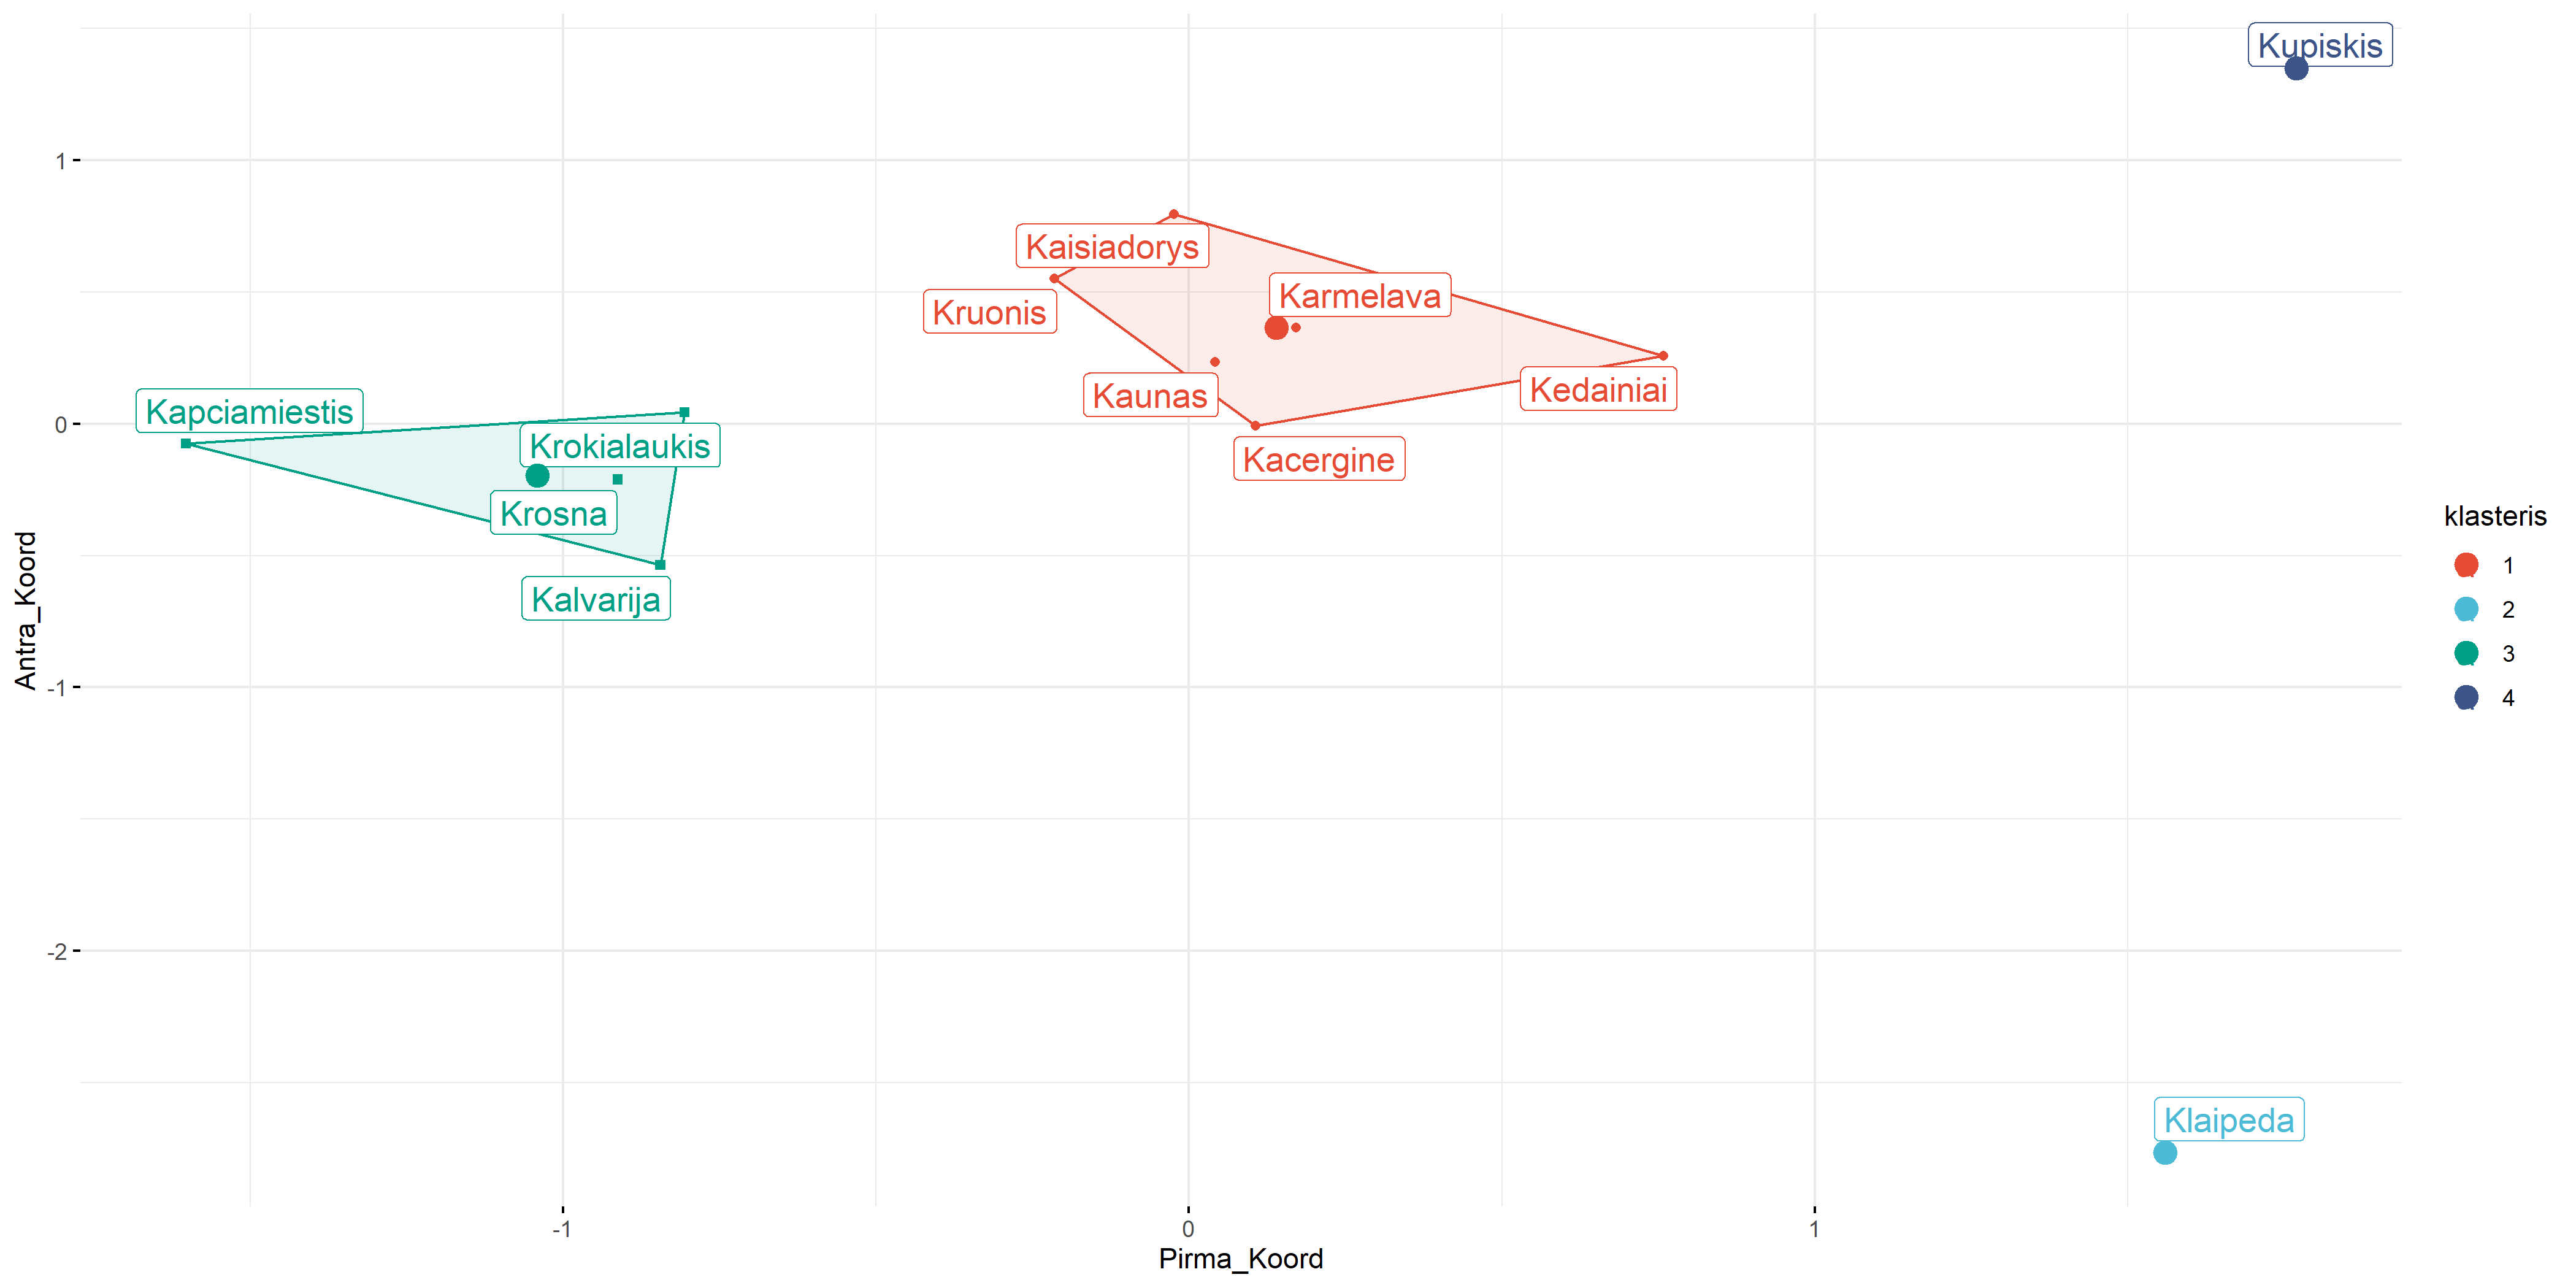 Kupiskis
1
Kaisiadorys
Karmelava
Kruonis
Kaunas
Kedainiai
Kapciamiestis
0
Krokialaukis
Kacergine
Krosna
Kalvarija
Antra_Koord
-1
-2
Klaipeda
-1
0
1
Pirma_Koord
klasteris
1
2
3
4